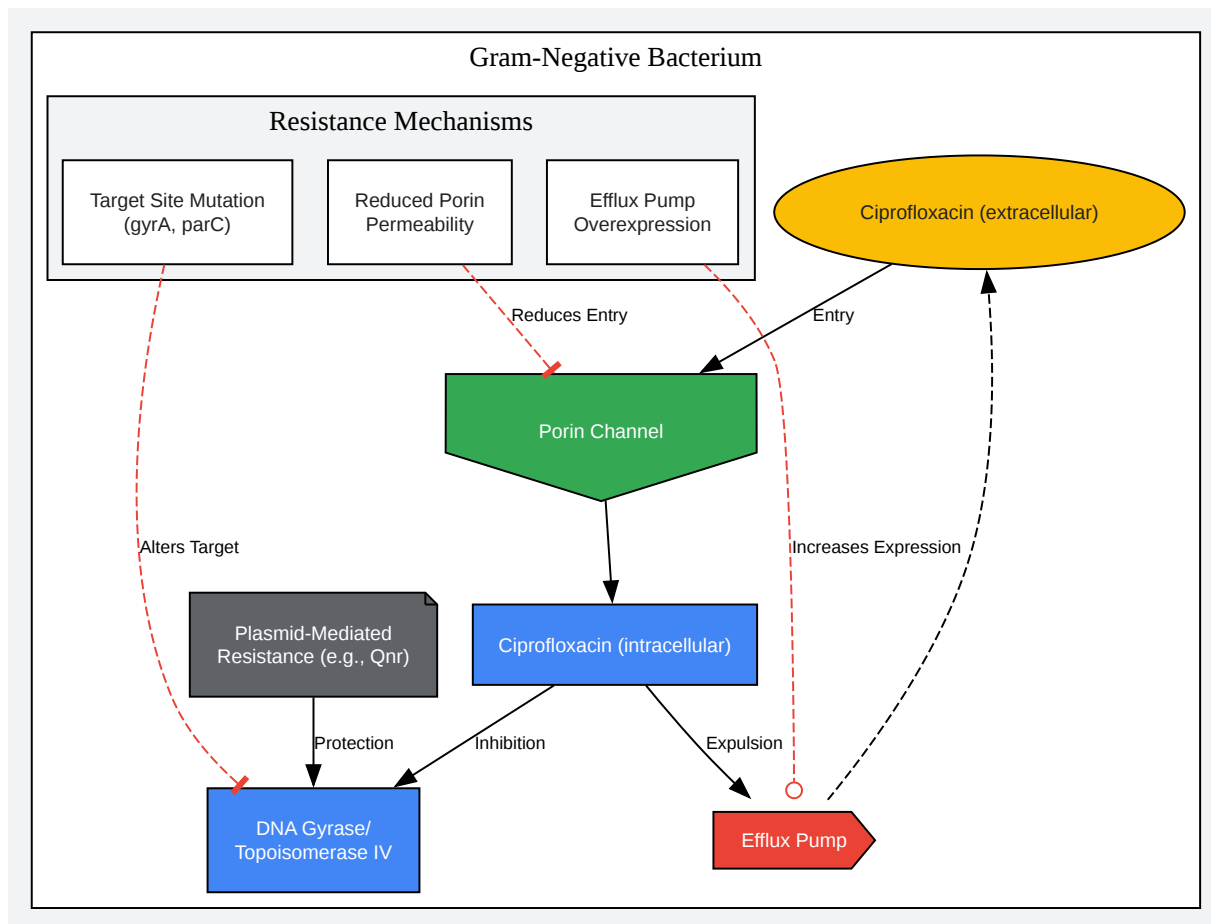 Gram-Negative Bacterium
Resistance Mechanisms
Target Site Mutation
(gyrA, parC)
Reduced Porin
Permeability
Efflux Pump
Overexpression
Ciprofloxacin (extracellular)
Reduces Entry
Entry
Porin Channel
Alters Target
Increases Expression
Plasmid-Mediated
Resistance (e.g., Qnr)
Ciprofloxacin (intracellular)
Protection
Inhibition
Expulsion
DNA Gyrase/
Topoisomerase IV
Efflux Pump